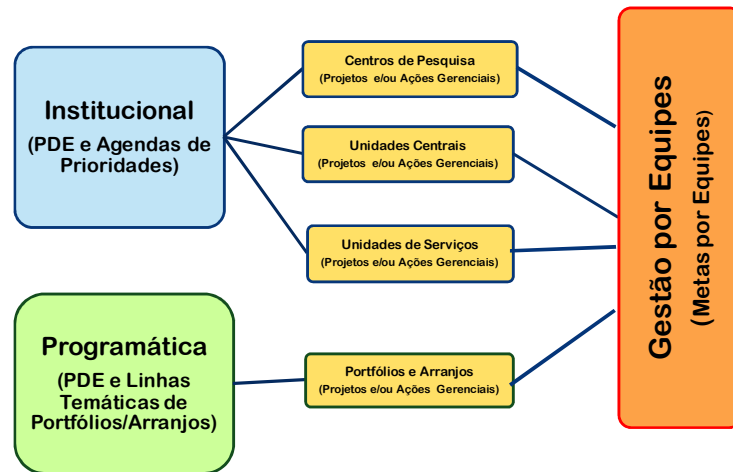 Institucional
(PDE e Agendas de
Prioridades)
Centros de Pesquisa
(Projetos e/ou Ações Gerenciais)
Unidades Centrais
(Projetos e/ou Ações Gerenciais)
Unidades de Serviços
(Projetos e/ou Ações Gerenciais)
Programática
(PDE e Linhas
Temáticas de
Portfólios/Arranjos)
Portfólios e Arranjos
(Projetos e/ou Ações Gerenciais)
Gestão por Equipes
(Metas por Equipes)